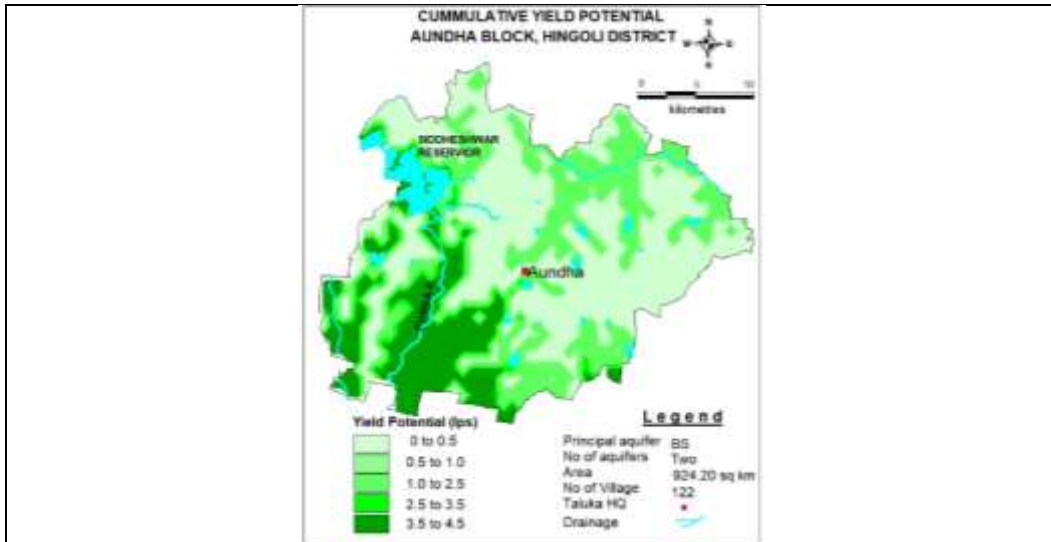 CUMMULATIVE YIELD POTENTIAL
AUNDHA BLOCK, HINGOLI DISTRICT
N
W
E
S
0
10
kilometres
SIDDHESHWAR
RESERVIOR
Aundha
Yield Potential (lps)
0 to 0.5
0.5 to 1.0
1.0 to 2.5
2.5 to 3.5
3.5 to 4.5
Legend
Principal aquifer BS
No of aquifers Two
Area 924.20 sq km
No of Village 122
Taluka HQ
Drainage